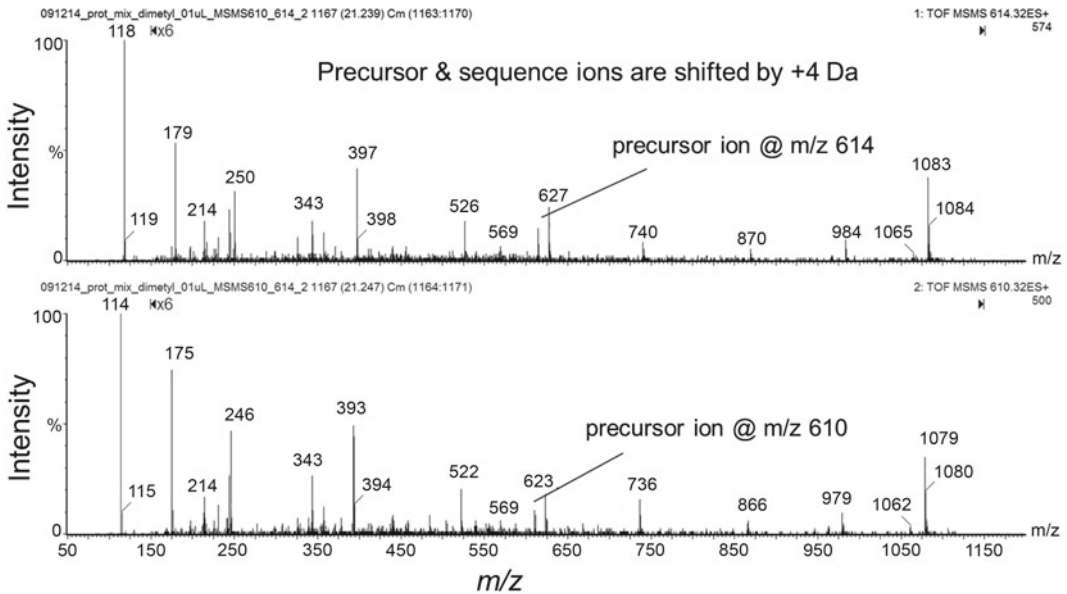 091214_prot_mix_dimetyl_01uL_MSMS610_614_2 1167 (21.239) Cm (1163:1170)
1: TOF MSMS 614.32ES+
118
x6
574
100
Precursor & sequence ions are shifted by +4 Da
Intensity
%
179
precursor ion @ m/z 614
397
1083
250
627
214
343
526
1084
119
398
569
740
870
984
1065
0
m/z
091214_prot_mix_dimetyl_01uL_MSMS610_614_2 1167 (21.247) Cm (1164:1171)
2: TOF MSMS 610.32ES+
114
x6
500
100
175
Intensity
%
246
393
precursor ion @ m/z 610
1079
343
522
623
1080
214
736
115
394
569
866
979
1062
0
m/z
50 150 250 350 450 550 650 750 850 950 1050 1150
m/z